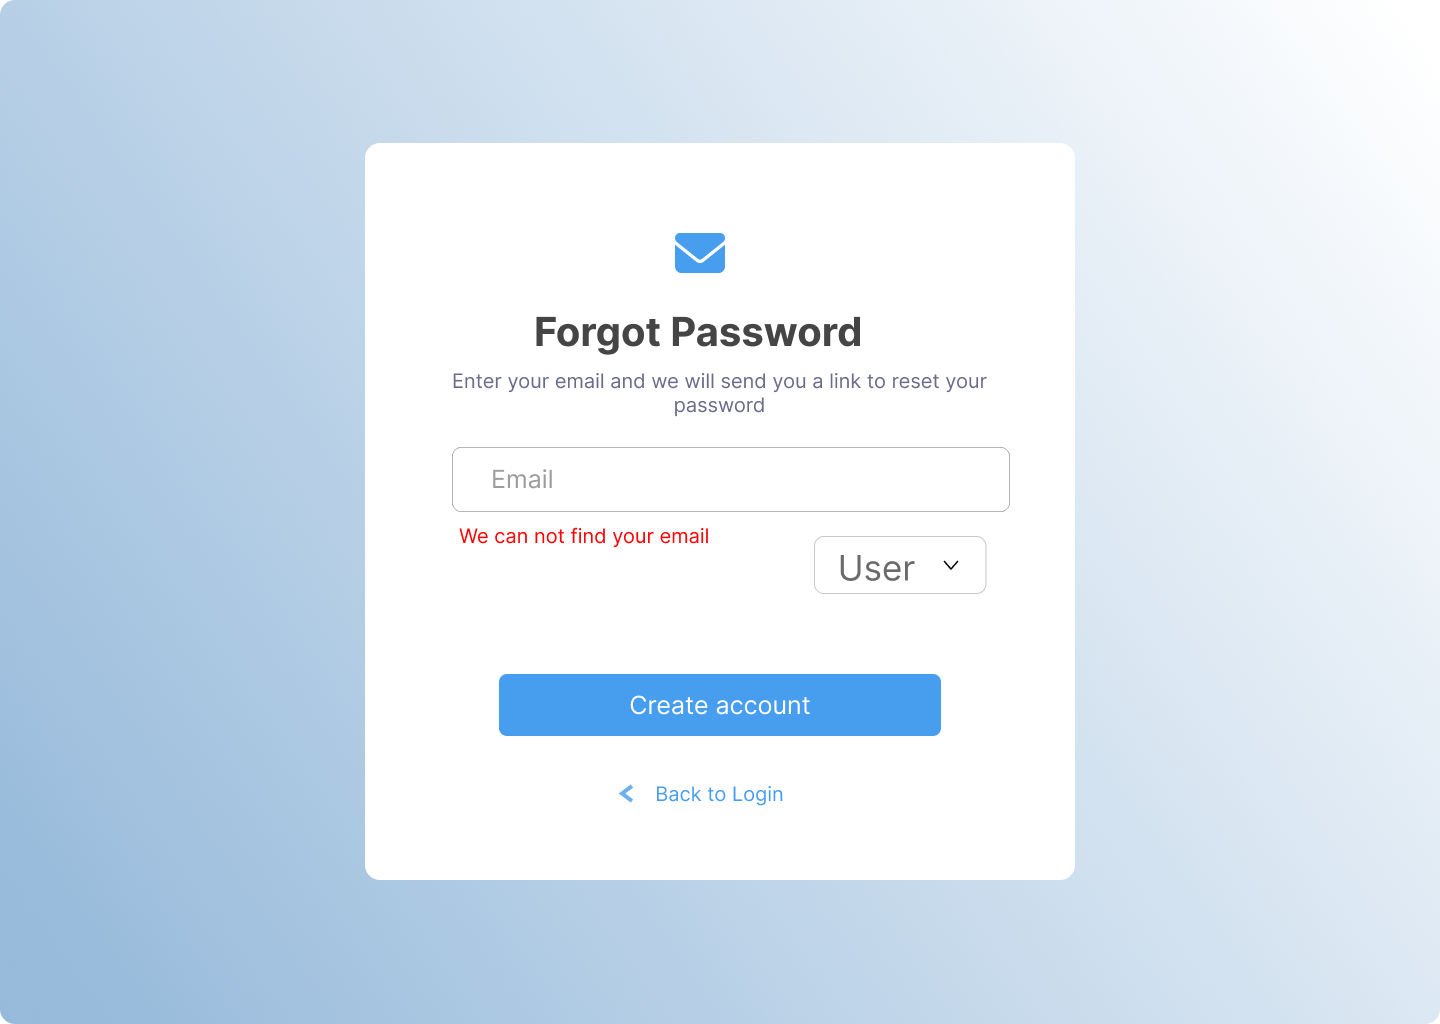 Forgot Password
Enter your email and we will send you a link to reset your
password
Email
We can not find your email
User
Create account
Back to Login